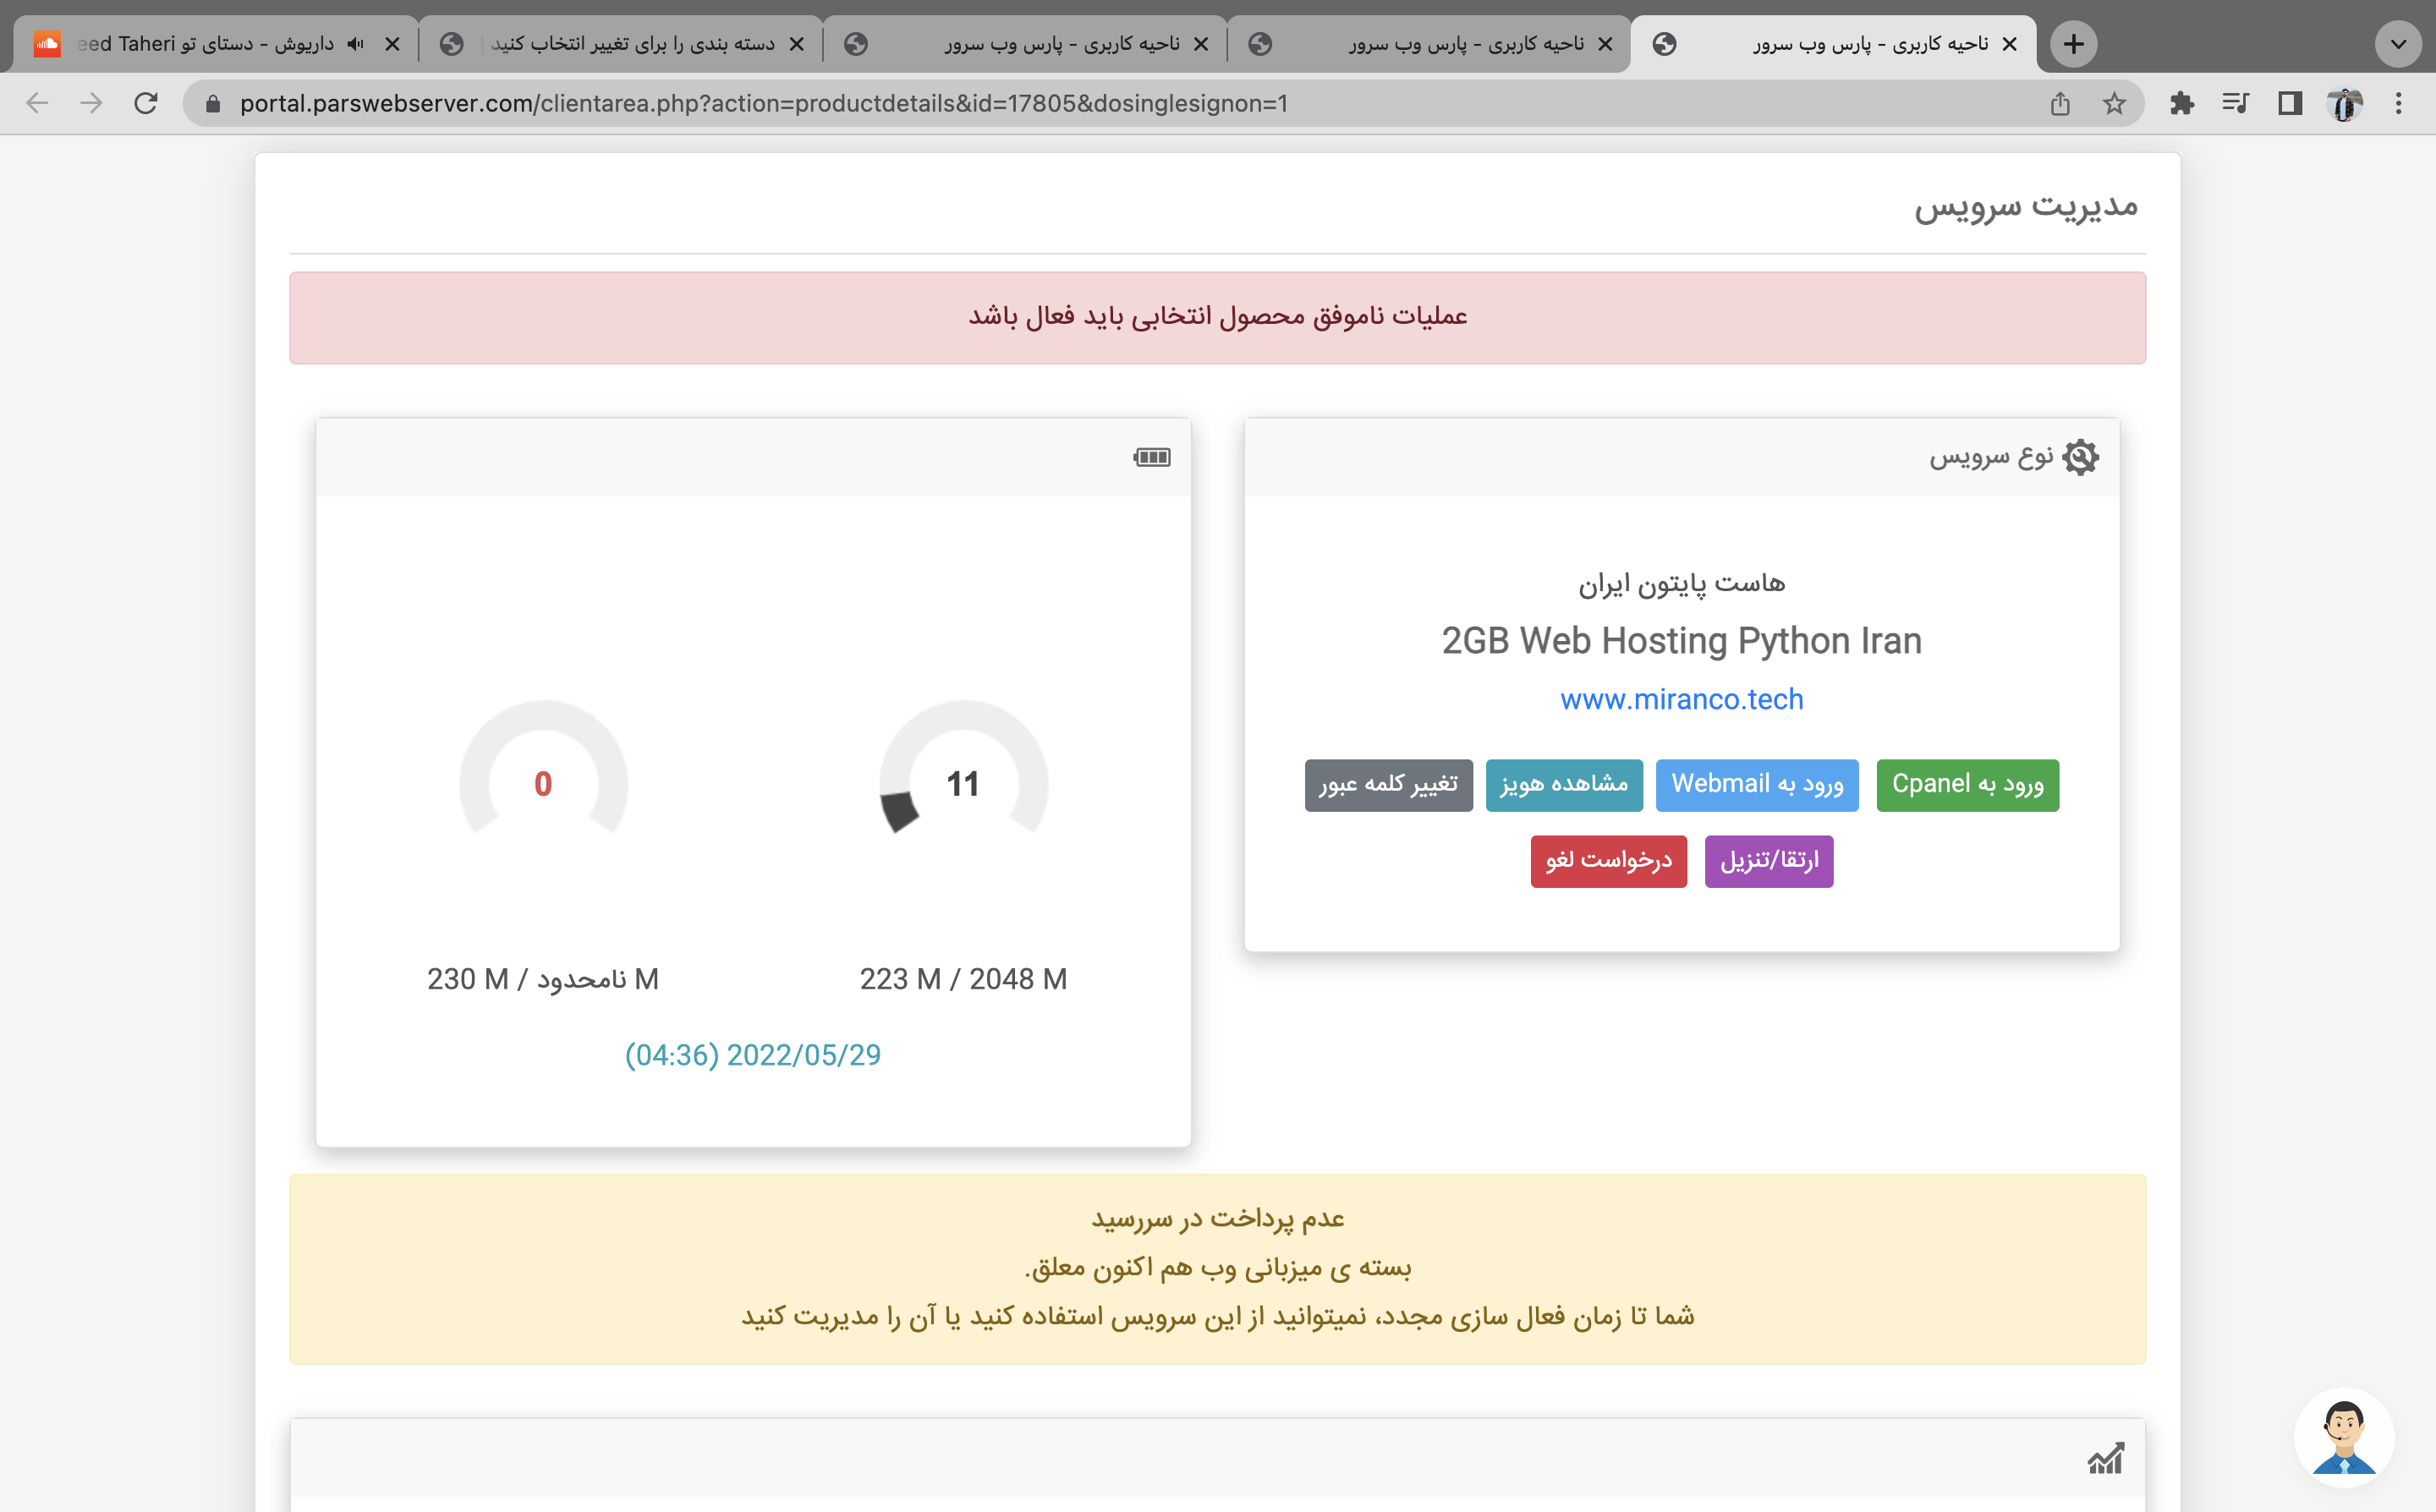 eed Taheri داریوش - دستای تو
دسته بندی را برای تغییر انتخاب کنید
ناحیه کاربری - پارس وب سرور
ناحیه کاربری - پارس وب سرور
ناحیه کاربری - پارس وب سرور
portal.parswebserver.com/clientarea.php?action=productdetails&id=17805&dosinglesignon=1
مدیریت سرویس
عملیات ناموفق محصول انتخابی باید فعال باشد
نوع سرویس
هاست پایتون ایران
2GB Web Hosting Python Iran
www.miranco.tech
ورود به Cpanel
ورود به Webmail
مشاهده هویز
تغییر کلمه عبور
ارتقا/تنزیل
درخواست لغو
11
0
223 M / 2048 M
230 M / نامحدود M
(04:36) 2022/05/29
عدم پرداخت در سررسید
بسته ی میزبانی وب هم اکنون معلق.
شما تا زمان فعال سازی مجدد، نمیتوانید از این سرویس استفاده کنید یا آن را مدیریت کنید